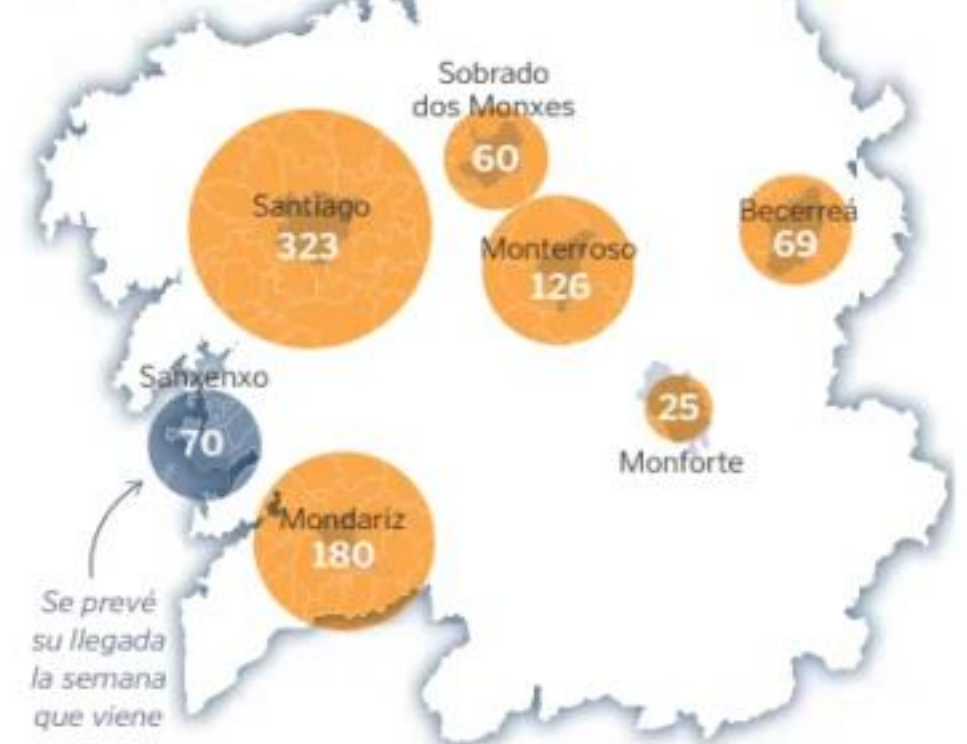 Sobrado
dos Monxes
60
Santiago
323
Monterroso
126
Becerreá
69
Sanxenxo
70
25
Monforte
Mondariz
180
Se prevé
su llegada
la semana
que viene